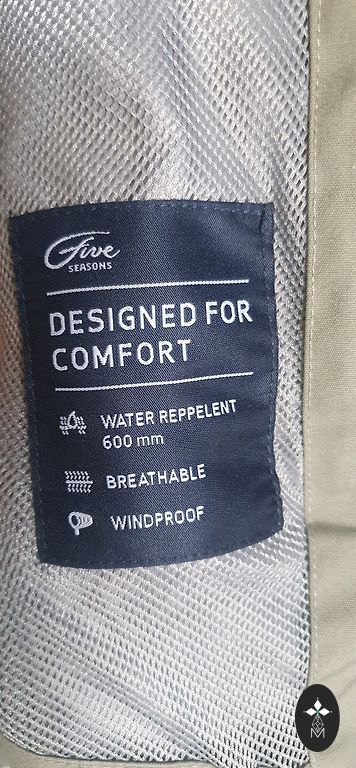 Five
SEASONS
DESIGNED FOR
COMFORT
WATER REPPELENT
600 mm
BREATHABLE
WINDPROOF
M